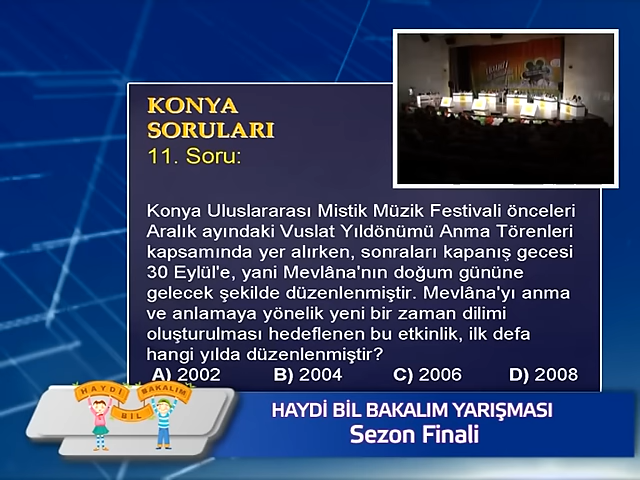 KONYA
SORULARI
11. Soru:
Konya Uluslararası Mistik Müzik Festivali önceleri
Aralık ayındaki Vuslat Yıldönümü Anma Törenleri
kapsamında yer alırken, sonraları kapanış gecesi
30 Eylül'e, yani Mevlâna'nın doğum gününe
gelecek şekilde düzenlenmiştir. Mevlâna'yı anma
ve anlamaya yönelik yeni bir zaman dilimi
oluşturulması hedeflenen bu etkinlik, ilk defa
hangi yılda düzenlenmiştir?
A) 2002 B) 2004 C) 2006 D) 2008
HAYDİ BAKALIM
BİL
HAYDİ BİL BAKALIM YARIŞMASI
Sezon Finali